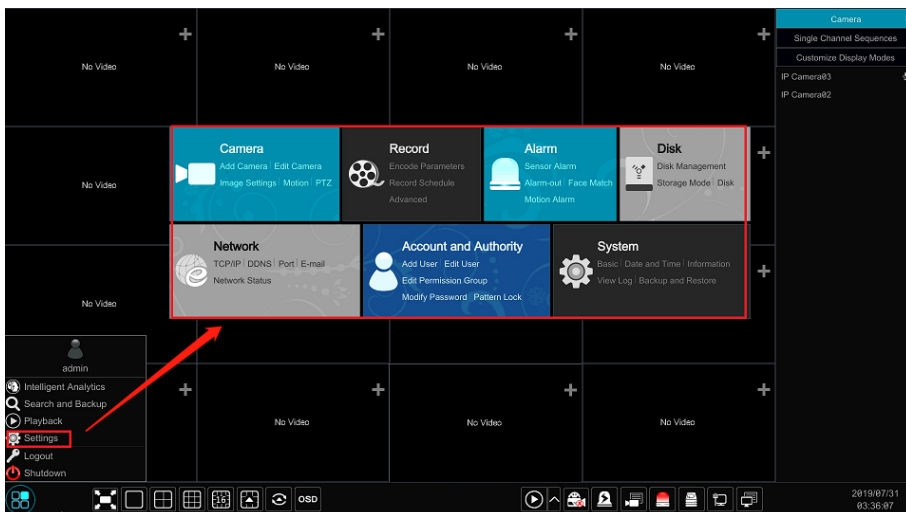 Camera
Single Channel Sequences
Customize Display Modes
IP Camera03
IP Camera02
No Video
No Video
No Video
No Video
Camera
Add Camera Edit Camera
Image Settings Motion PTZ
Record
Encode Parameters
Record Schedule
Advanced
Alarm
Sensor Alarm
Alarm-out Face Match
Motion Alarm
Disk
Disk Management
Storage Mode Disk
No Video
Network
TCP/IP DDNS Port E-mail
Network Status
Account and Authority
Add User Edit User
Edit Permission Group
Modify Password Pattern Lock
System
Basic Date and Time Information
View Log Backup and Restore
No Video
admin
Intelligent Analytics
Search and Backup
Playback
Settings
Logout
Shutdown
No Video
No Video
No Video
16
OSD
2019/07/31
03:36:07